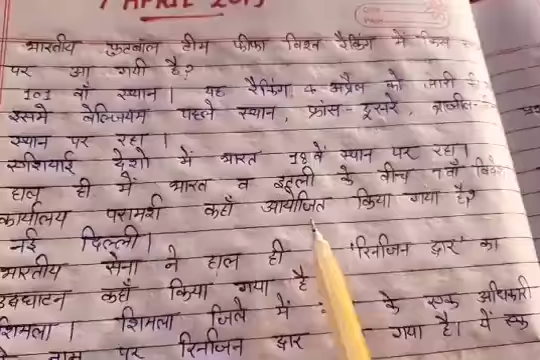 7 APRIL 2019
भारतीय फुटबॉल टीम फीफा विश्व रैंकिंग में किस
पर आ गयी है?
101 वाँ स्थान। यह रैंकिंग 4 अप्रैल को जारी
इसमे बेल्जियम पहले स्थान, फ्रांस-दूसरे, ब्राजील-
स्थान पर रहा।
एशियाई देशों में भारत 18वें स्थान पर रहा।
हाल ही में भारत व इटली के बीच 7वाँ विदेश
कार्यालय परामर्श कहाँ आयोजित किया गया है?
नई दिल्ली।
भारतीय सेना ने हाल ही 'रिनजिन द्वार' का
उद्घाटन कहाँ किया गया है
शिमला। शिमला जिले में के एक अधिकारी
के नाम पर रिनजिन द्वार गया है। में एक